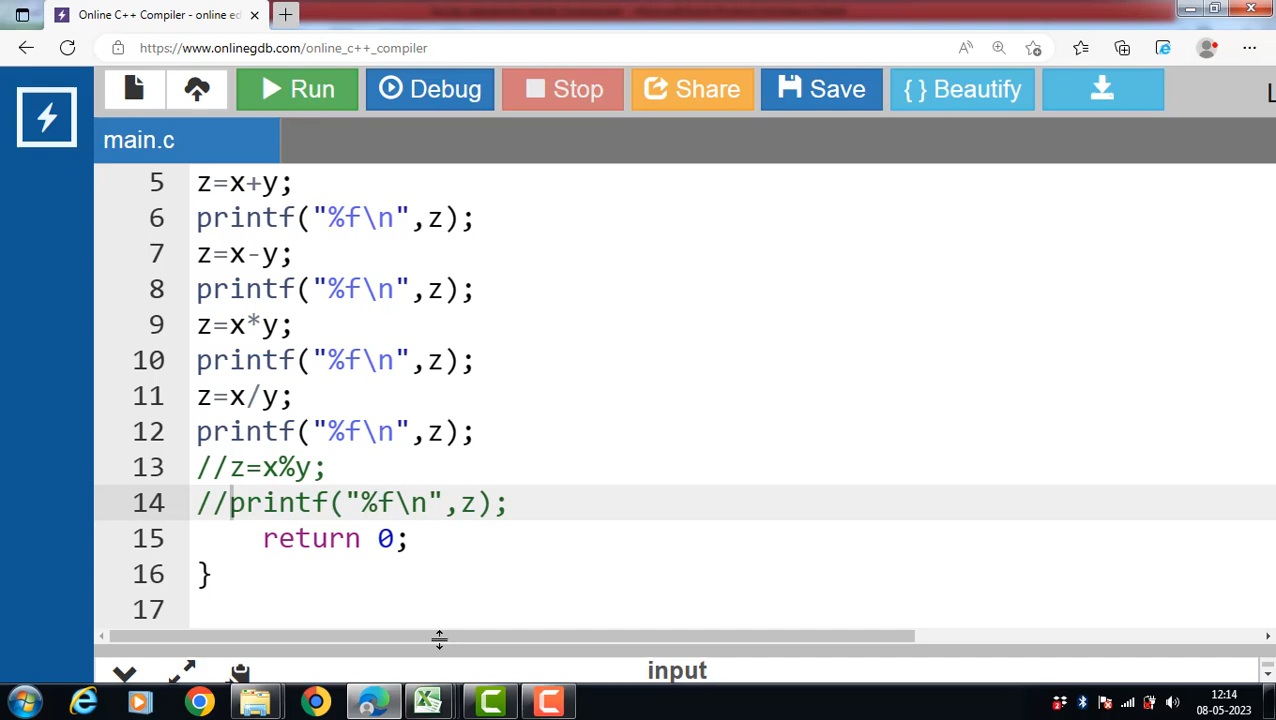 Online C++ Compiler - online ed
https://www.onlinegdb.com/online_c++_compiler
Run Debug Stop Share Save { } Beautify
main.c
5 z=x+y;
6 printf("%f\n",z);
7 z=x-y;
8 printf("%f\n",z);
9 z=x*y;
10 printf("%f\n",z);
11 z=x/y;
12 printf("%f\n",z);
13 //z=x%y;
14 //printf("%f\n",z);
15 return 0;
16 }
17
input
12:14
08-05-2023